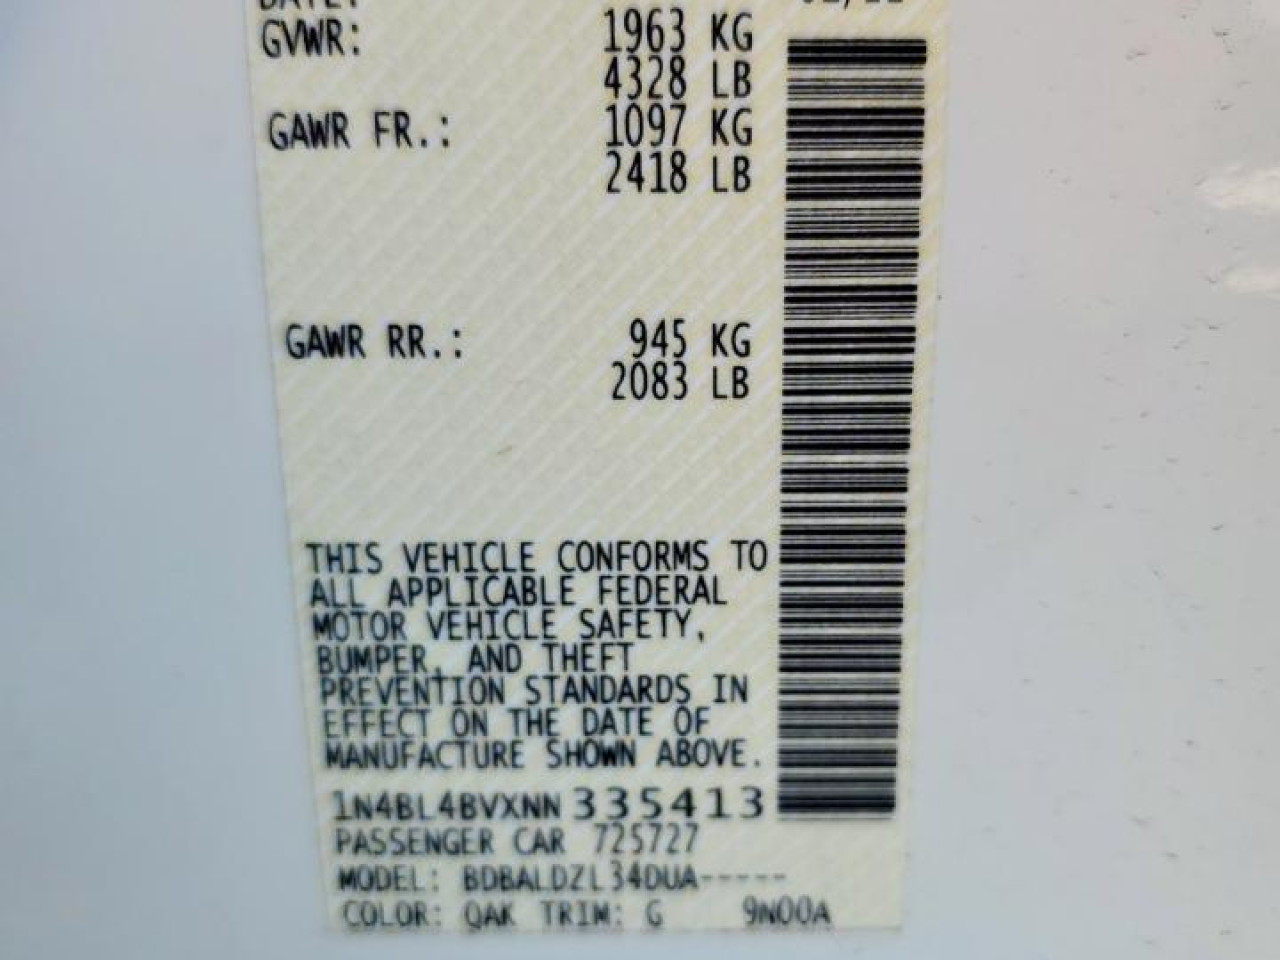 GVWR: 1963 KG
4328 LB
GAWR FR.: 1097 KG
2418 LB
GAWR RR.: 945 KG
2083 LB
THIS VEHICLE CONFORMS TO
ALL APPLICABLE FEDERAL
MOTOR VEHICLE SAFETY,
BUMPER, AND THEFT
PREVENTION STANDARDS IN
EFFECT ON THE DATE OF
MANUFACTURE SHOWN ABOVE.
1N4BL4BVXNN335413
PASSENGER CAR 725727
MODEL: BDBALDZL34DUA-----
COLOR: QAK TRIM: G 9N00A